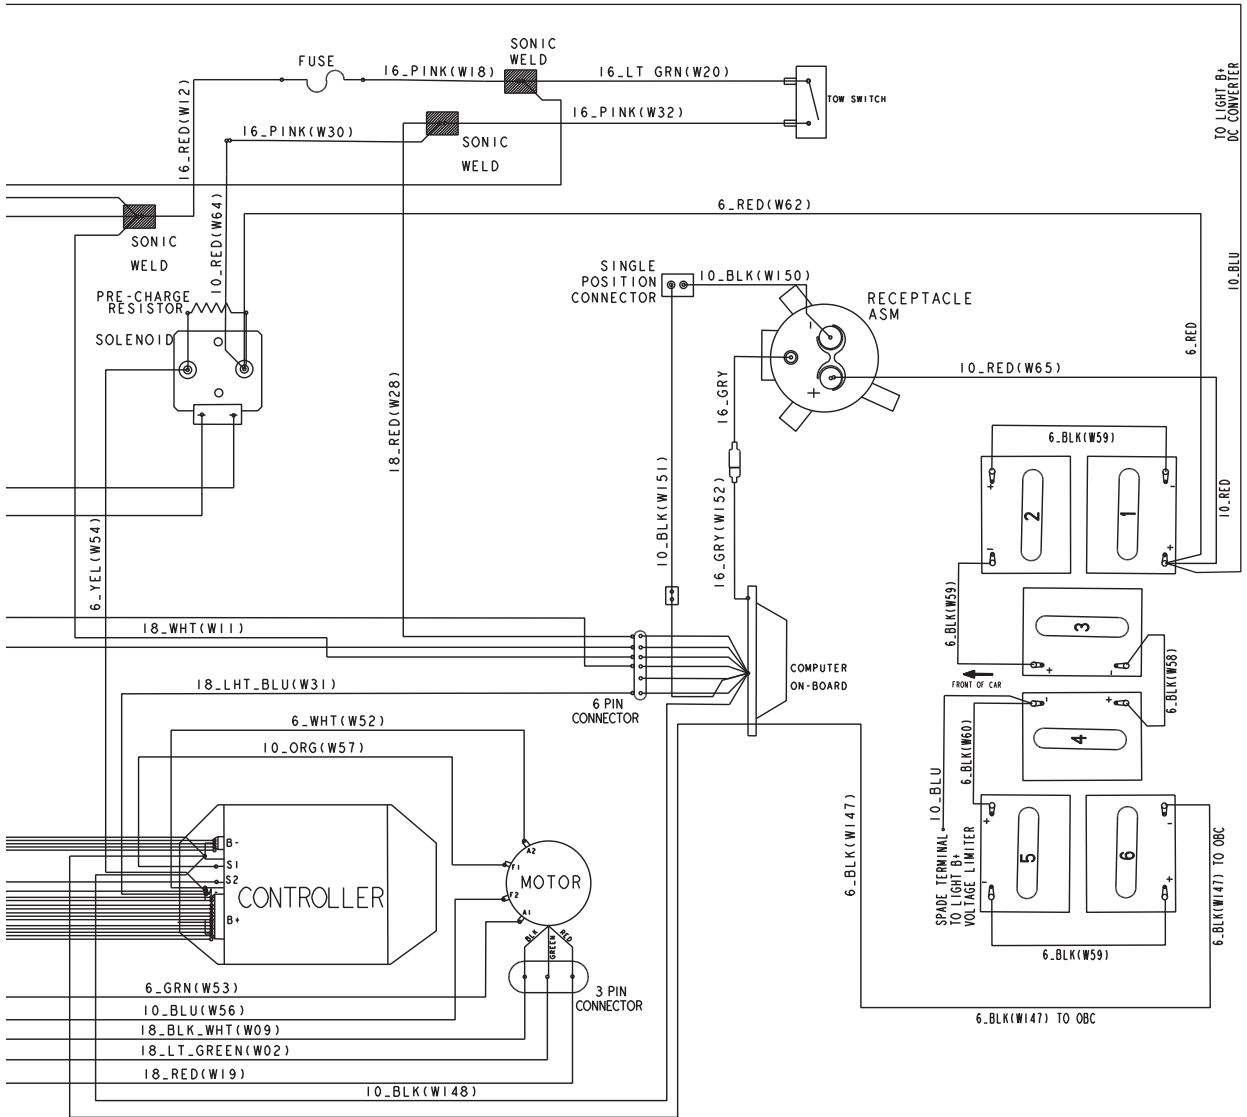 SONIC
WELD
FUSE
16_PINK(W18)
16_LT GRN(W20)
16_RED(W12)
TOW SWITCH
TO LIGHT B+
DC CONVERTER
16_PINK(W32)
16_PINK(W30)
SONIC
WELD
6_RED(W62)
10_RED(W64)
SONIC
WELD
SINGLE
POSITION
CONNECTOR
10_BLK(W150)
RECEPTACLE
ASM
10_BLU
PRE-CHARGE
RESISTOR
SOLENOID
-
+
6_RED
10_RED(W65)
16_GRY
18_RED(W28)
6_BLK(W59)
10_BLK(W151)
16_GRY(W152)
10_RED
+
-
2
1
-
+
6_YEL(W54)
6_BLK(W59)
18_WHT(W11)
3
+
-
COMPUTER
ON-BOARD
FRONT OF CAR
6_BLK(W58)
18_LHT_BLU(W31)
6 PIN
CONNECTOR
-
+
4
6_WHT(W52)
10_ORG(W57)
6_BLK(W60)
10_BLU
6_BLK(W147)
+
-
5
6
-
+
B-
S1
S2
B+
CONTROLLER
A2
F1
MOTOR
F2
A1
SPADE TERMINAL
TO LIGHT B+
VOLTAGE LIMITER
6_BLK(W147) TO OBC
BLK
GREEN
RED
6_BLK(W59)
6_GRN(W53)
3 PIN
CONNECTOR
10_BLU(W56)
18_BLK_WHT(W09)
6_BLK(W147) TO OBC
18_LT_GREEN(W02)
18_RED(W19)
10_BLK(W148)